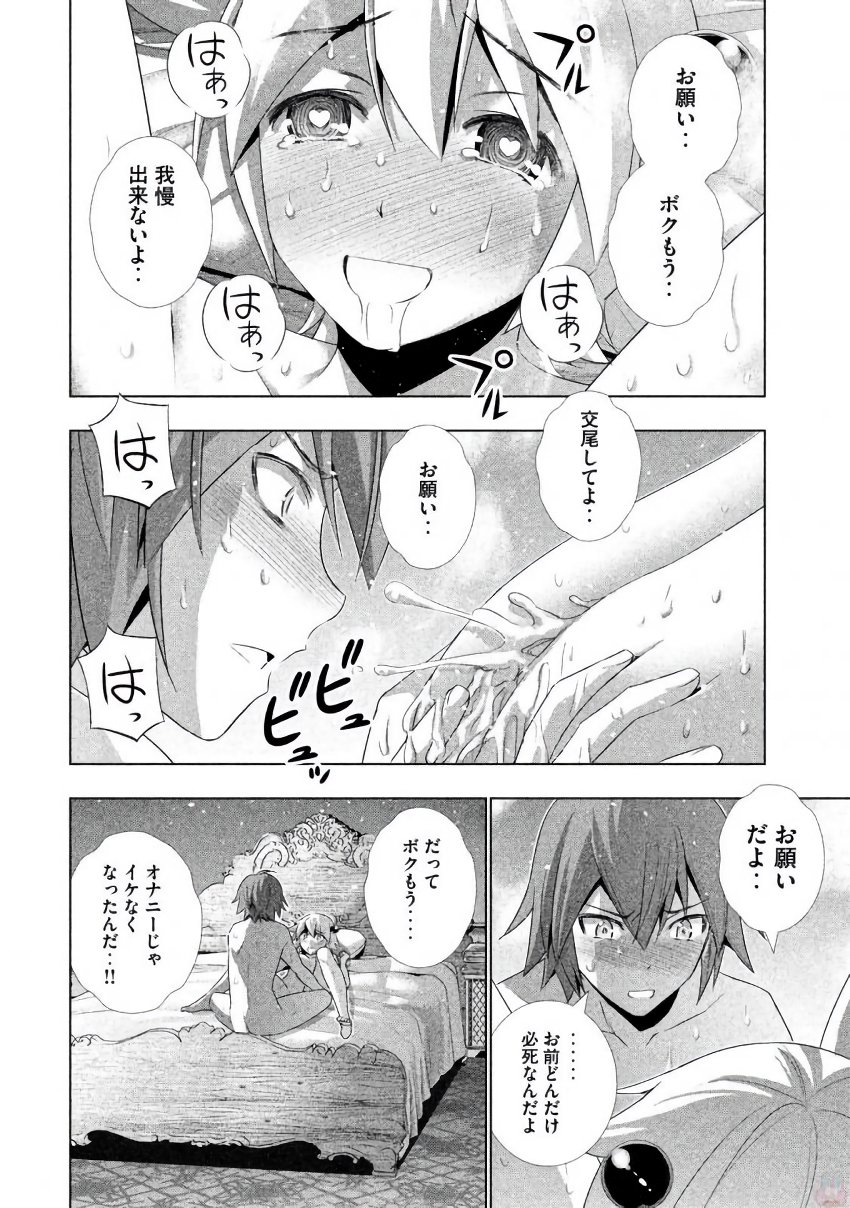 お願い‥
ボクもう‥
プル
はぁっ
我慢
出来ないよ‥
はぁっ
はぁっ
プル
交尾してよ‥
お願い‥
はっ
はっ
ビュ
ビュッ
お願い
だよ‥
‥‥‥
お前どんだけ
必死なんだよ
だって
ボクもう‥‥
オナニーじゃ
イケなく
なったんだ‥!!